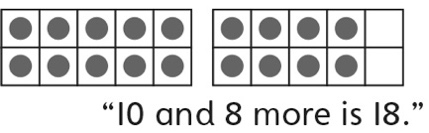 “10 and 8 more is 18.”